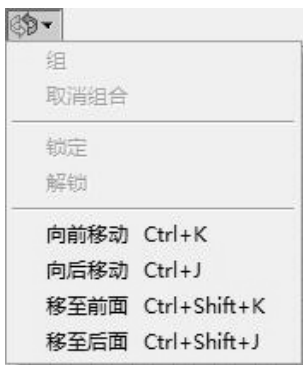 组
取消组合
锁定
解锁
向前移动 Ctrl+K
向后移动 Ctrl+J
移至前面 Ctrl+Shift+K
移至后面 Ctrl+Shift+J